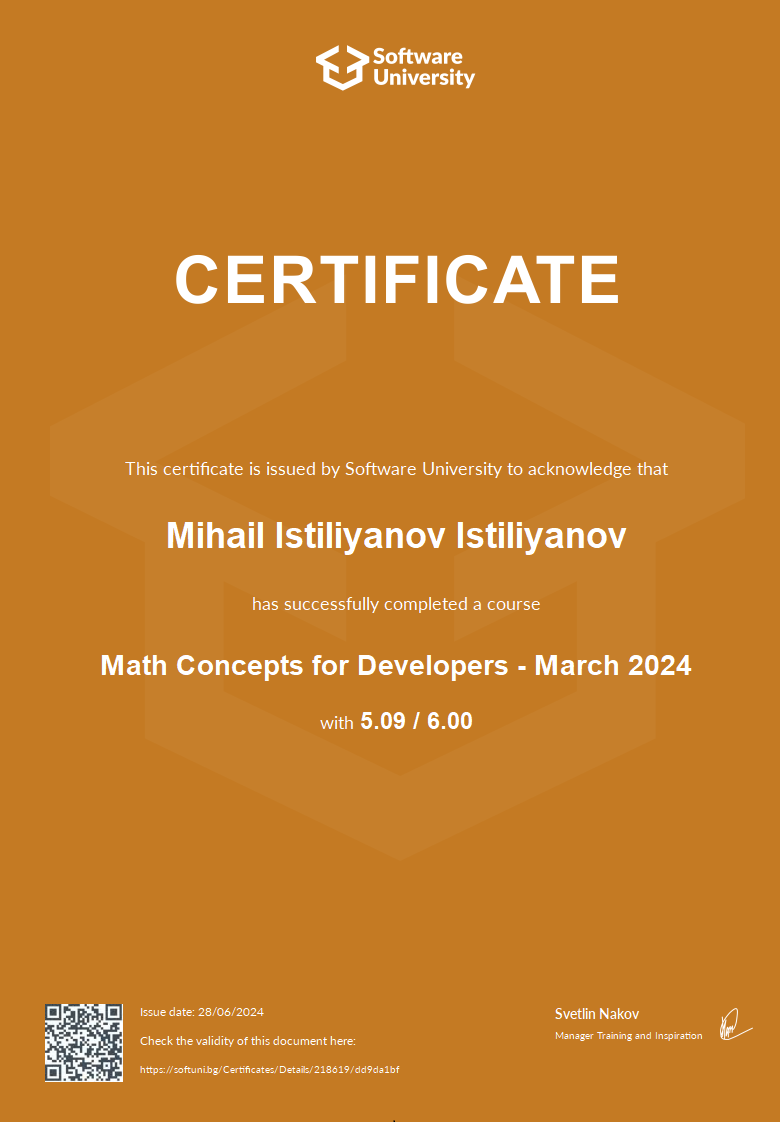 Software
University
CERTIFICATE
This certificate is issued by Software University to acknowledge that
Mihail Istiliyanov Istiliyanov
has successfully completed a course
Math Concepts for Developers - March 2024
with 5.09 / 6.00
Issue date: 28/06/2024
Check the validity of this document here:
https://softuni.bg/Certificates/Details/218619/dd9da1bf
Svetlin Nakov
Manager Training and Inspiration